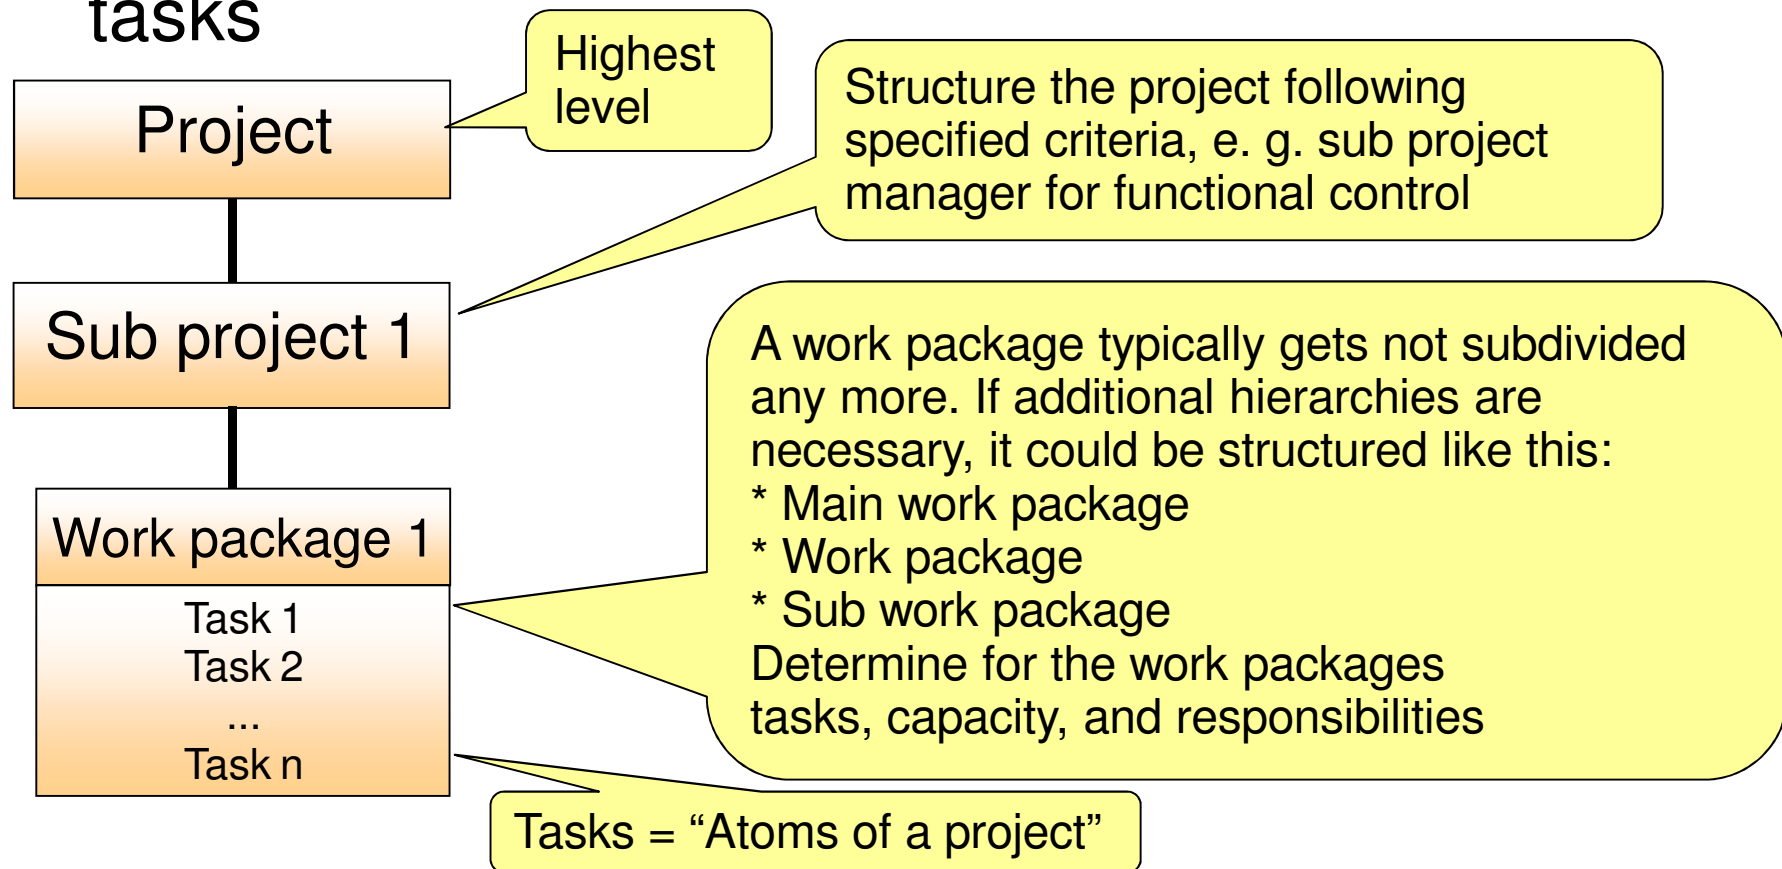 tasks
Highest
level
Project
Structure the project following
specified criteria, e. g. sub project
manager for functional control
Sub project 1
A work package typically gets not subdivided
any more. If additional hierarchies are
necessary, it could be structured like this:
* Main work package
* Work package
* Sub work package
Determine for the work packages
tasks, capacity, and responsibilities
Work package 1
Task 1
Task 2
...
Task n
Tasks = “Atoms of a project”